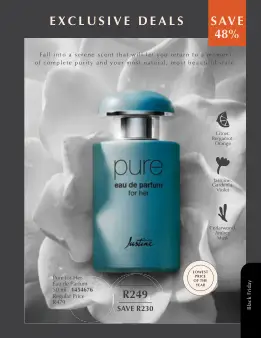 EXCLUSIVE DEALS
SAVE
48%
Fall into a serene scent that will let you return to a moment
of complete purity and your most natural, most beautiful state
pure
eau de parfum
for her
Justine
Citrus
Bergamot
Orange
Jasmine
Gardenia
Violet
Cedarwood
Amber
Musk
LOWEST
PRICE
OF THE
YEAR
Pure for Her
Eau de Parfum
50 ml
Regular Price
R479
R249
SAVE R230
Black Friday